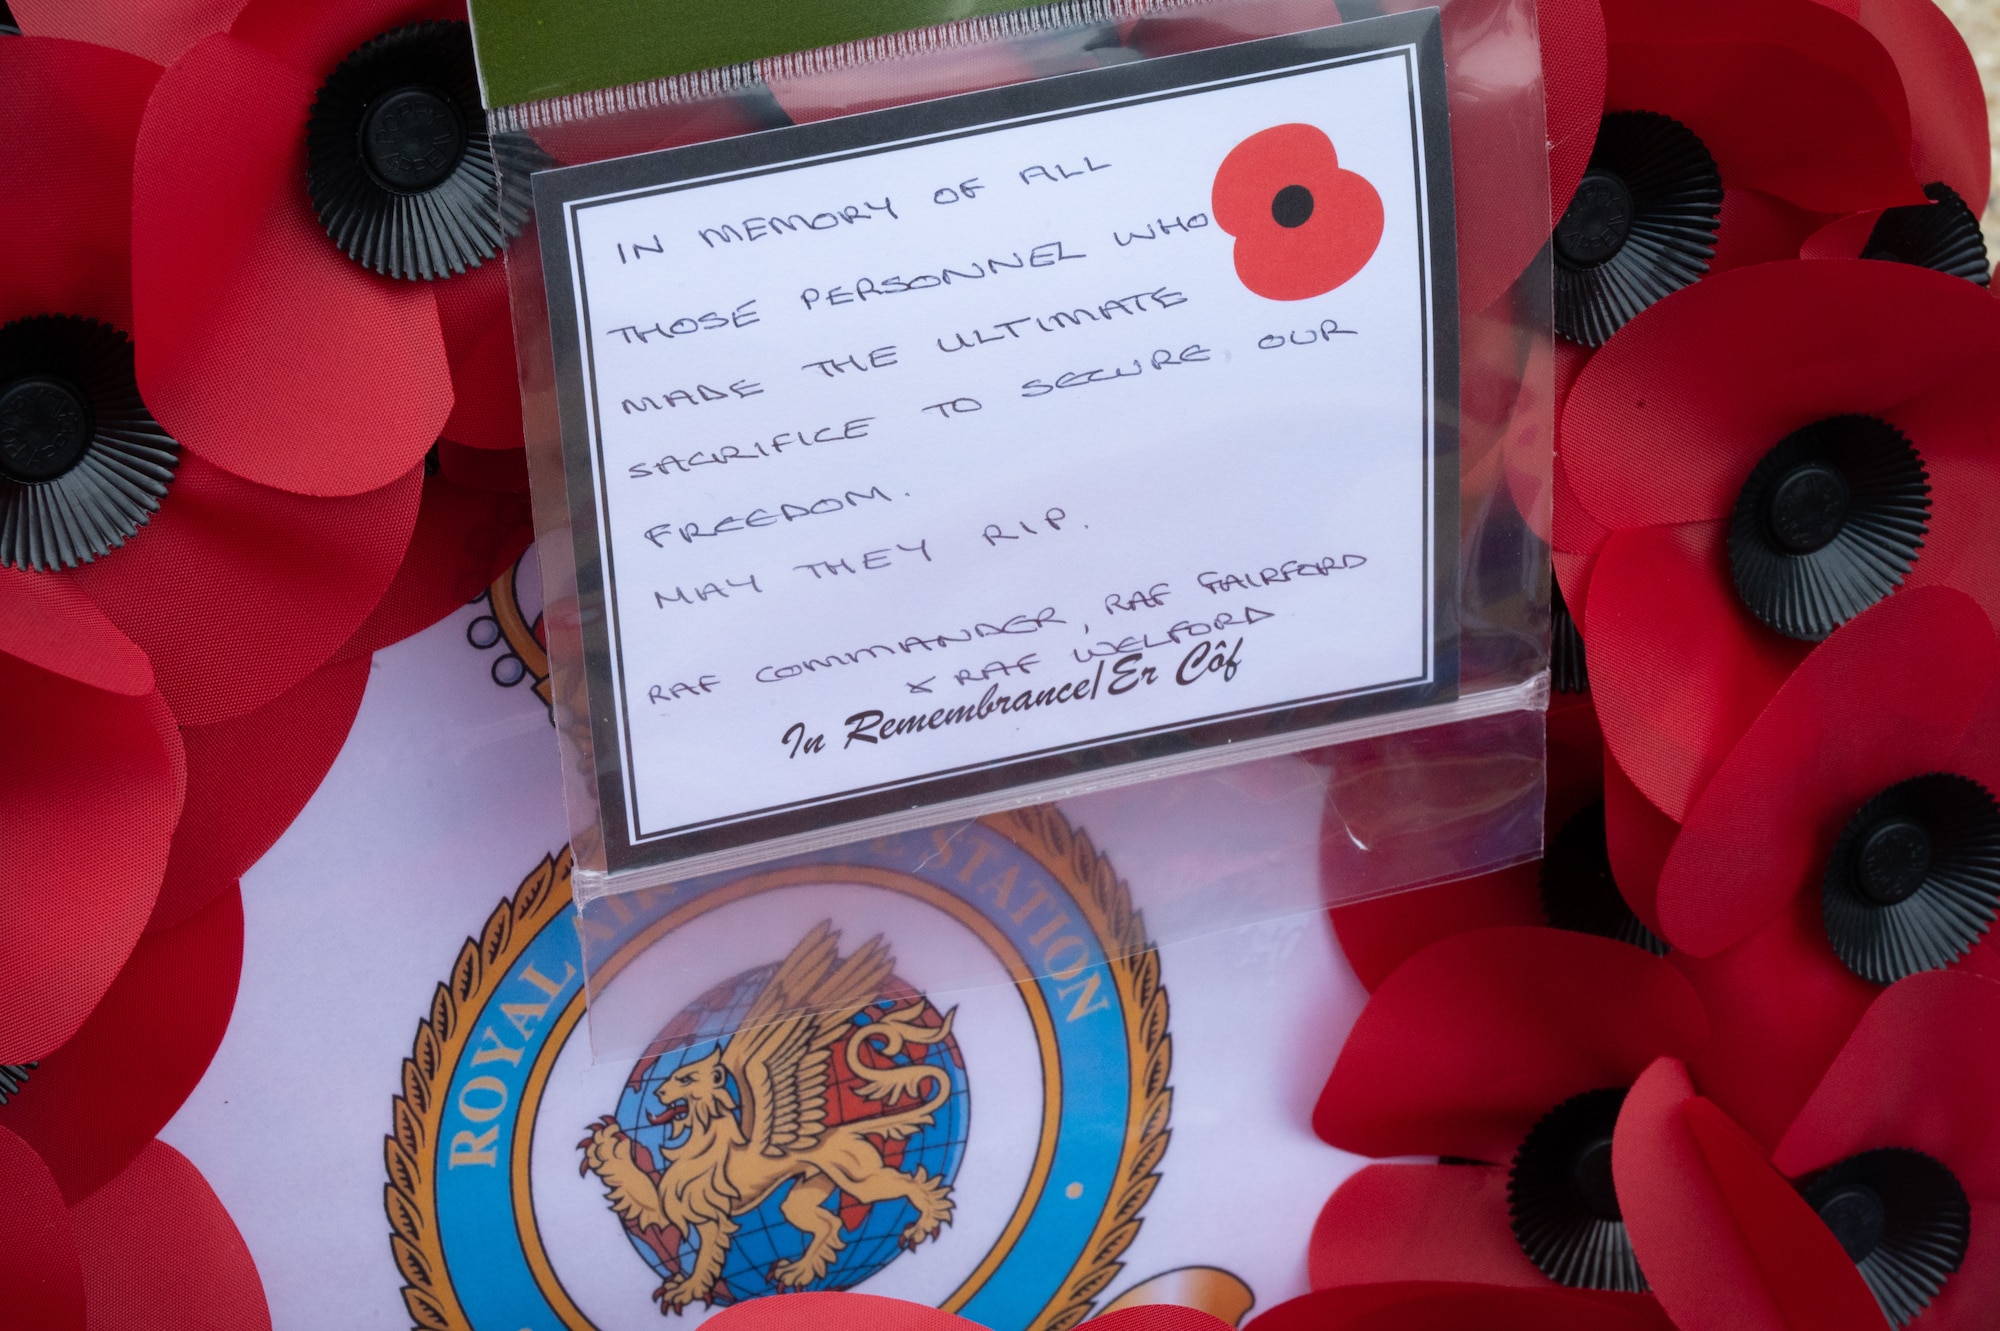 IN MEMORY OF ALL
THOSE PERSONNEL WHO
MADE THE ULTIMATE
SACRIFICE TO SECURE OUR
FREEDOM.
MAY THEY RIP.
RAF COMMANDER, RAF FAIRFORD
& RAF WELFORD
In Remembrance/Er Côf
ROYAL AIR STATION